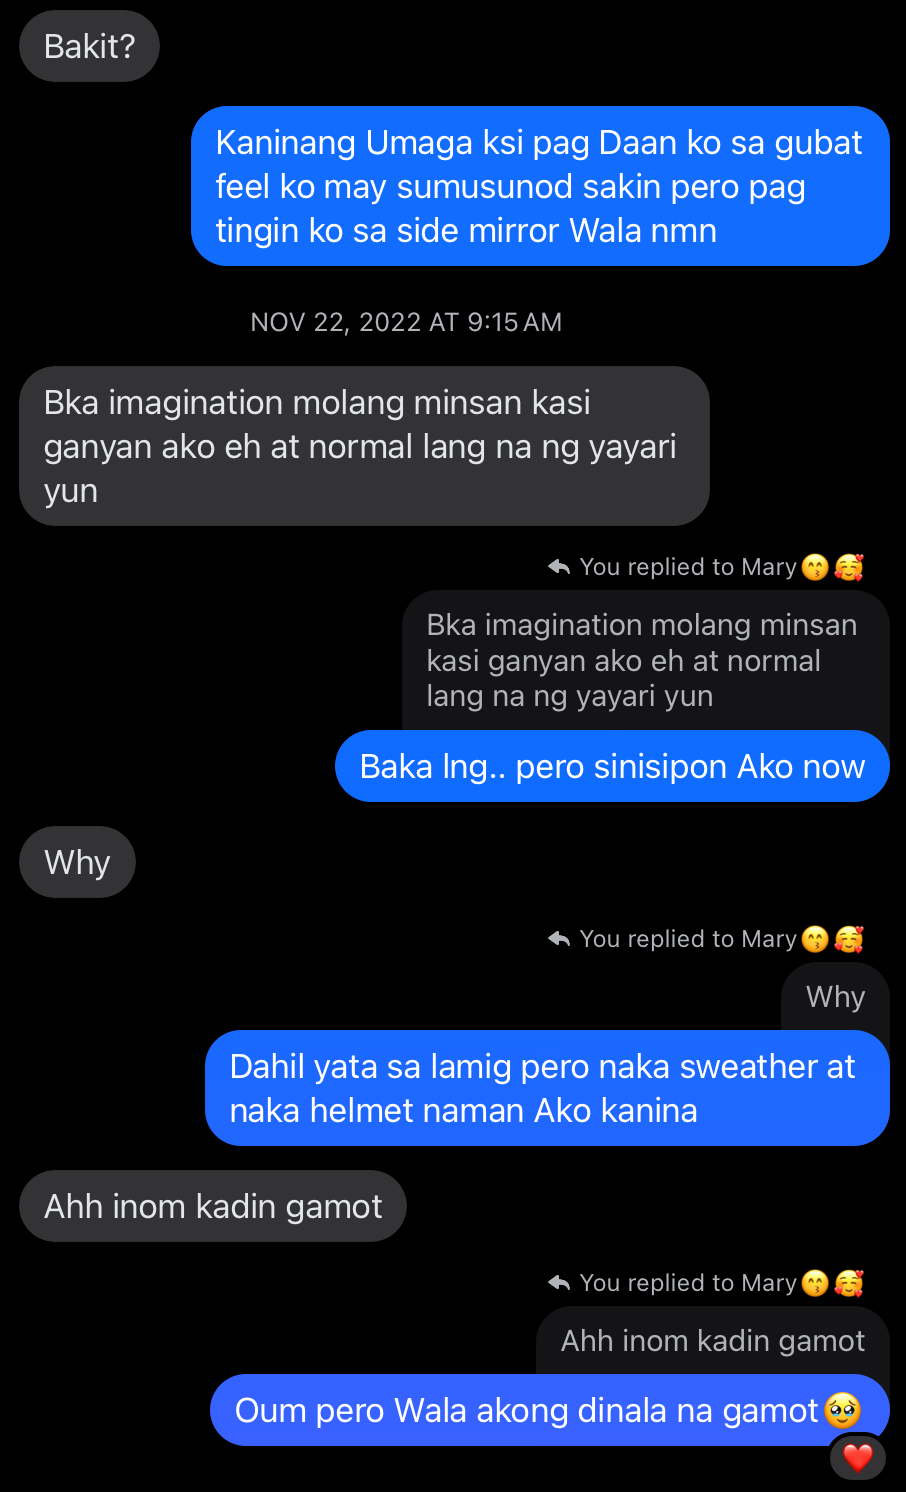 Bakit?
Kaninang Umaga ksi pag Daan ko sa gubat
feel ko may sumusunod sakin pero pag
tingin ko sa side mirror Wala nmn
NOV 22, 2022 AT 9:15 AM
Bka imagination molang minsan kasi
ganyan ako eh at normal lang na ng yayari
yun
You replied to Mary😙🥰
Bka imagination molang minsan
kasi ganyan ako eh at normal
lang na ng yayari yun
Baka lng.. pero sinisipon Ako now
Why
You replied to Mary😙🥰
Why
Dahil yata sa lamig pero naka sweather at
naka helmet naman Ako kanina
Ahh inom kadin gamot
You replied to Mary😙🥰
Ahh inom kadin gamot
Oum pero Wala akong dinala na gamot🥹
❤️